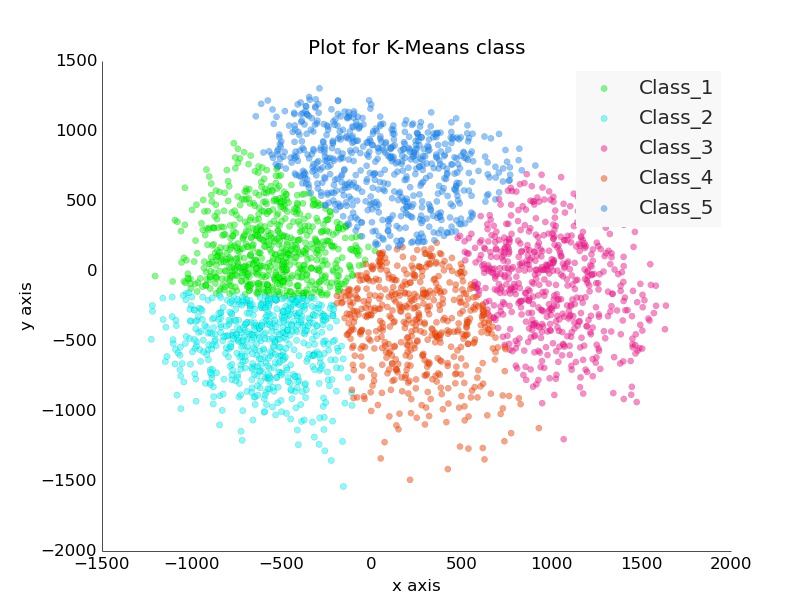 Plot for K-Means class
Class_1
Class_2
Class_3
Class_4
Class_5
1500
1000
500
0
−500
−1000
−1500
−2000
y axis
−1500 −1000 −500 0 500 1000 1500 2000
x axis